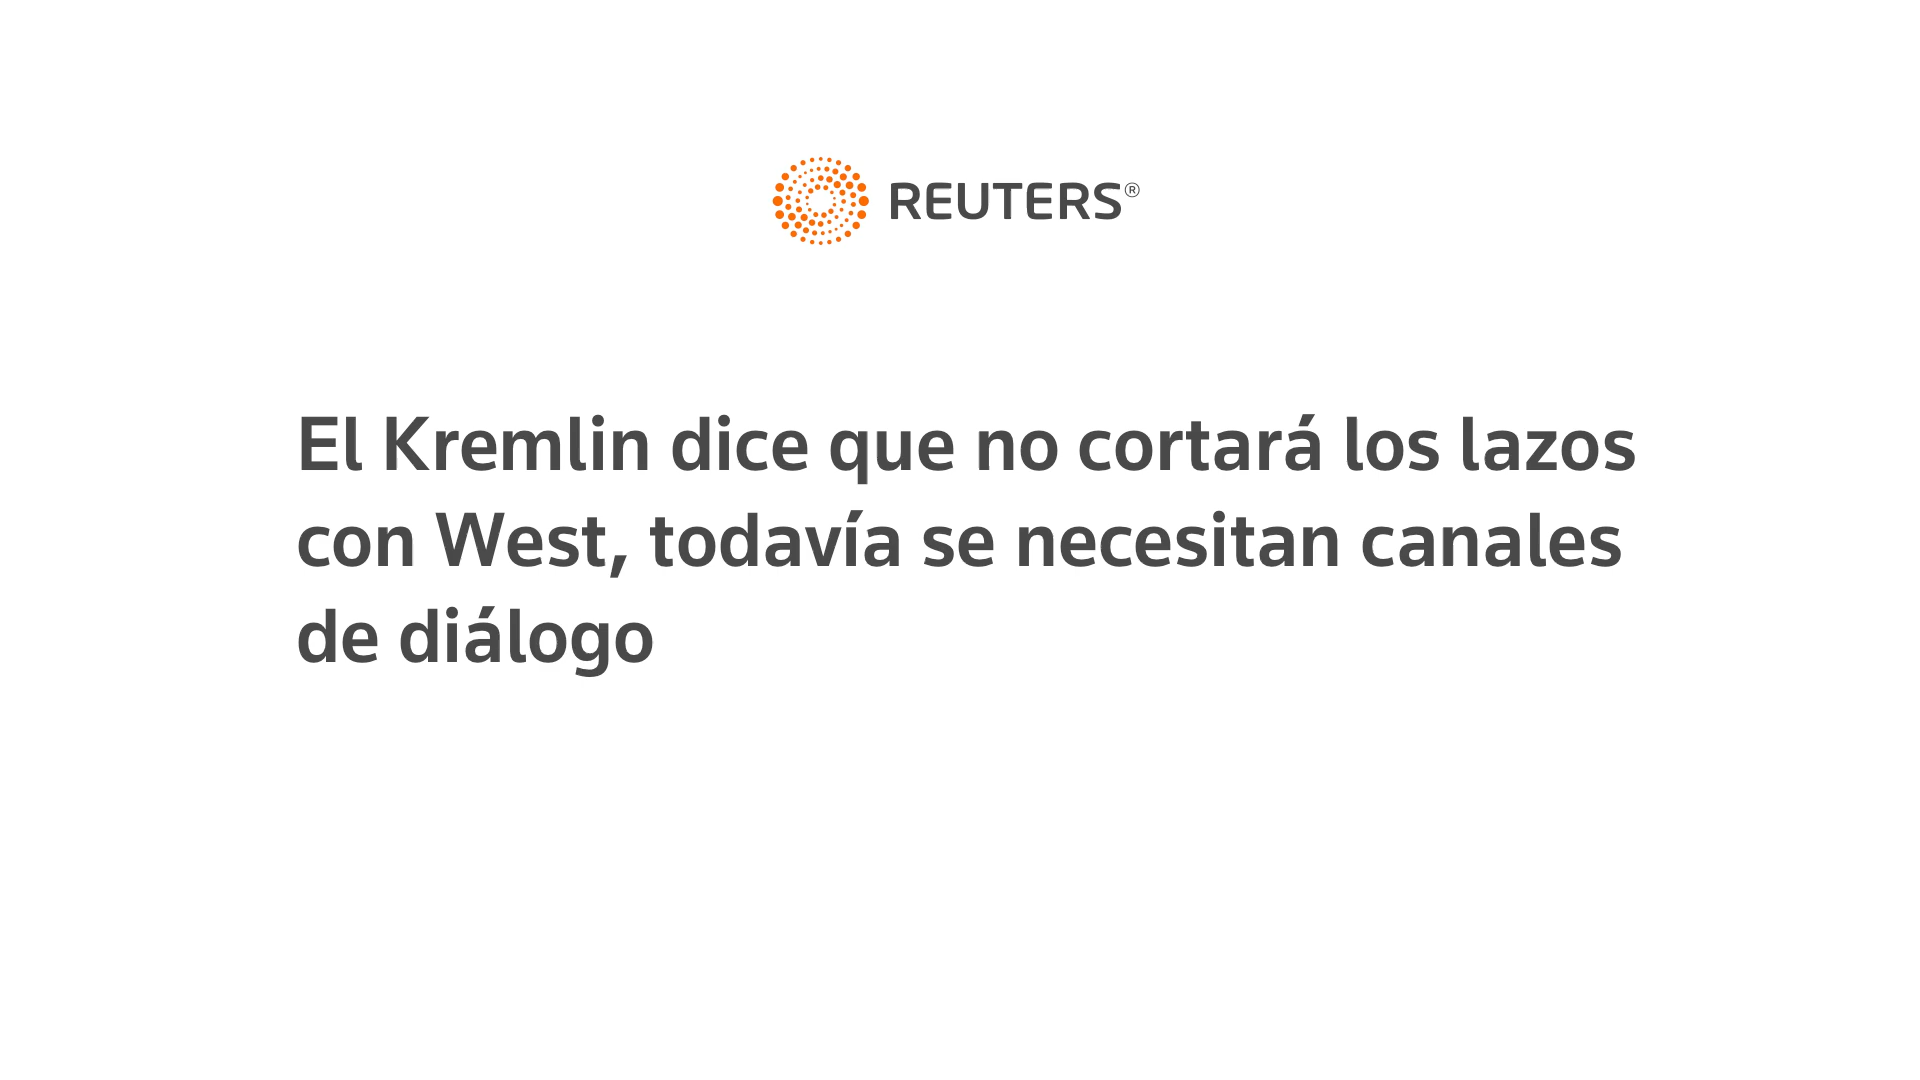 REUTERS®
El Kremlin dice que no cortará los lazos
con West, todavía se necesitan canales
de diálogo